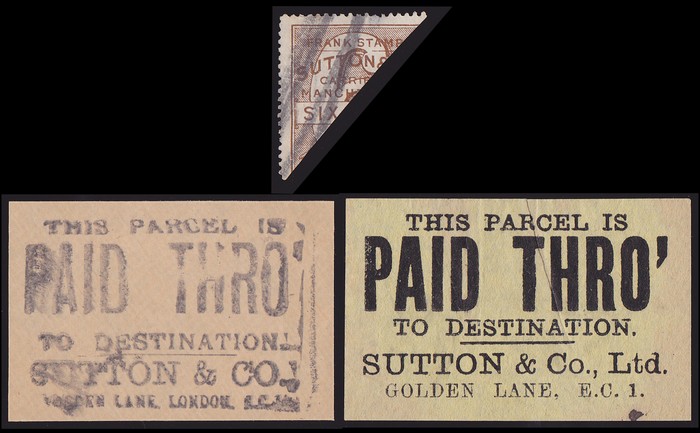 FRANK STAMP
SUTTON &
CARRIE
MANCH
SIX
THIS PARCEL IS
PAID THRO'
TO DESTINATION.
SUTTON & CO.
GOLDEN LANE, LONDON, E.C.
THIS PARCEL IS
PAID THRO'
TO DESTINATION.
SUTTON & Co., Ltd.
GOLDEN LANE, E.C. 1.